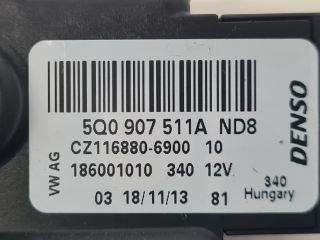 5Q0 907 511A ND8
CZ116880-6900 10
186001010 340 12V
03 18/11/13 81
VW AG
DENSO
340
Hungary